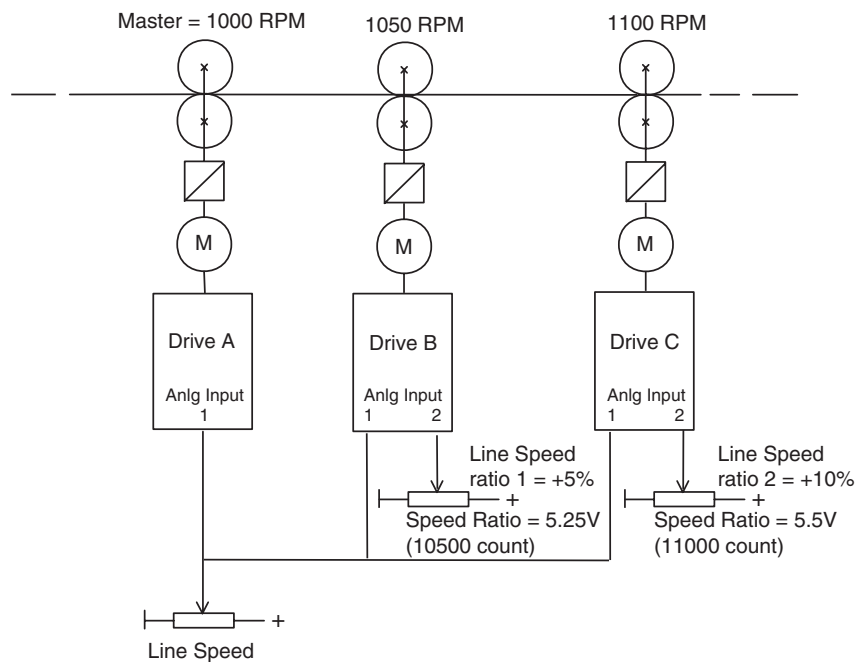 Master = 1000 RPM
1050 RPM
1100 RPM
M
M
M
Drive A
Anlg Input
1
Drive B
Anlg Input
1 2
Drive C
Anlg Input
1 2
Line Speed
ratio 1 = +5%
+
Speed Ratio = 5.25V
(10500 count)
Line Speed
ratio 2 = +10%
+
Speed Ratio = 5.5V
(11000 count)
+
Line Speed